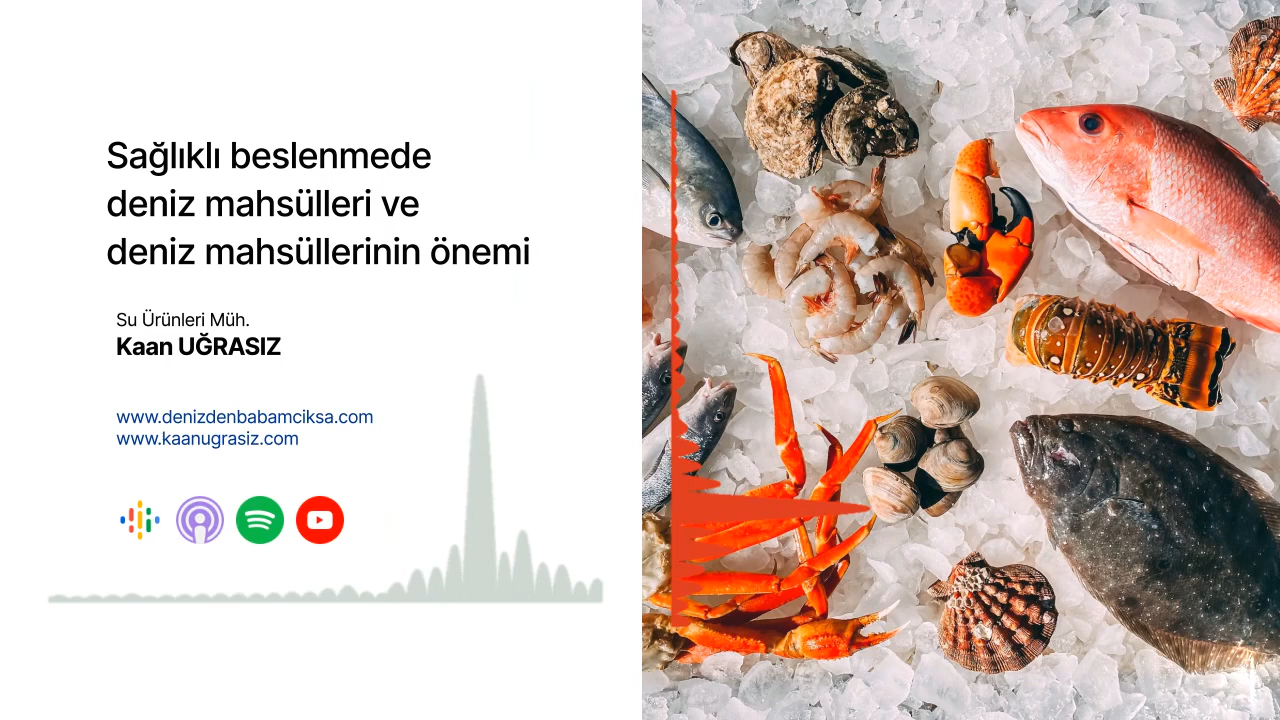 Sağlıklı beslenmede
deniz mahsülleri ve
deniz mahsüllerinin önemi
Su Ürünleri Müh.
Kaan UĞRASIZ
www.denizdenbabamciksa.com
www.kaanugrasiz.com